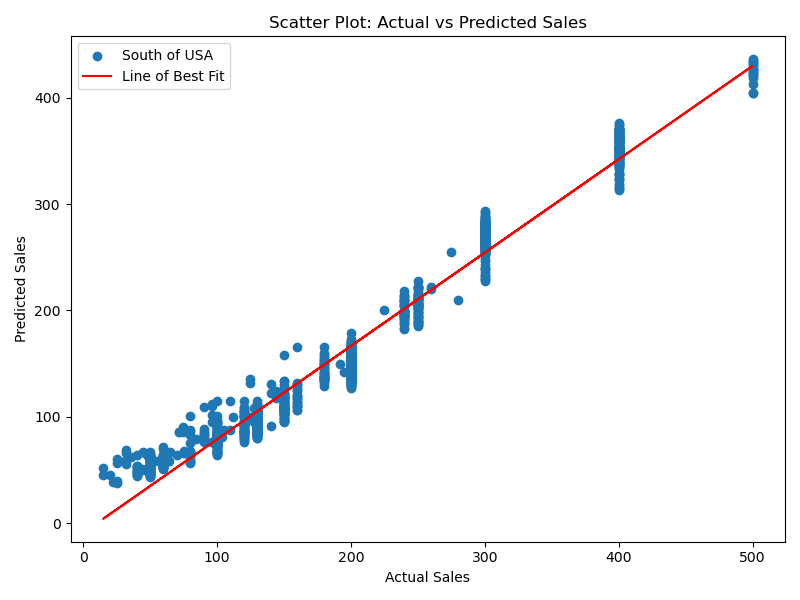 Scatter Plot: Actual vs Predicted Sales
South of USA
Line of Best Fit
Predicted Sales
400
300
200
100
0
0 100 200 300 400 500
Actual Sales